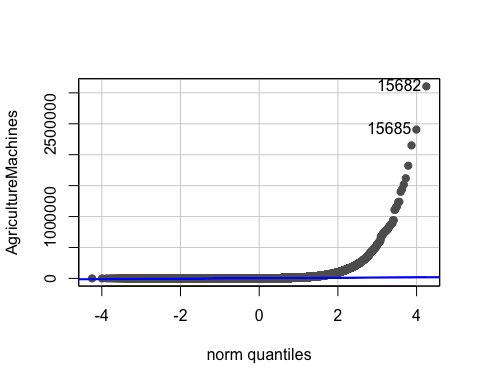 15682
15685
AgricultureMachines
2500000
1000000
0
-4 -2 0 2 4
norm quantiles